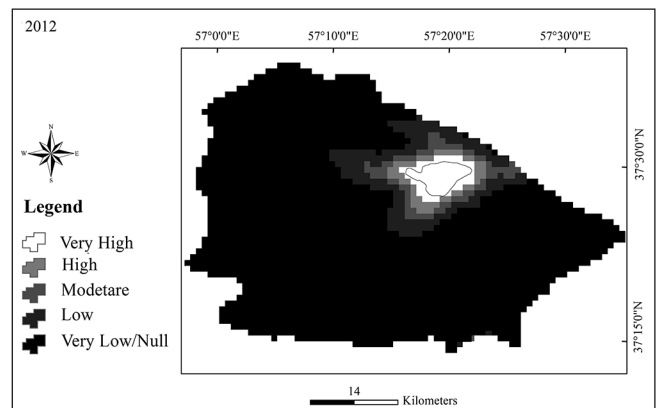 2012
57°0'0"E 57°10'0"E 57°20'0"E 57°30'0"E
N
W E
S
37°30'0"N
37°15'0"N
Legend
Very High
High
Modetare
Low
Very Low/Null
14
Kilometers